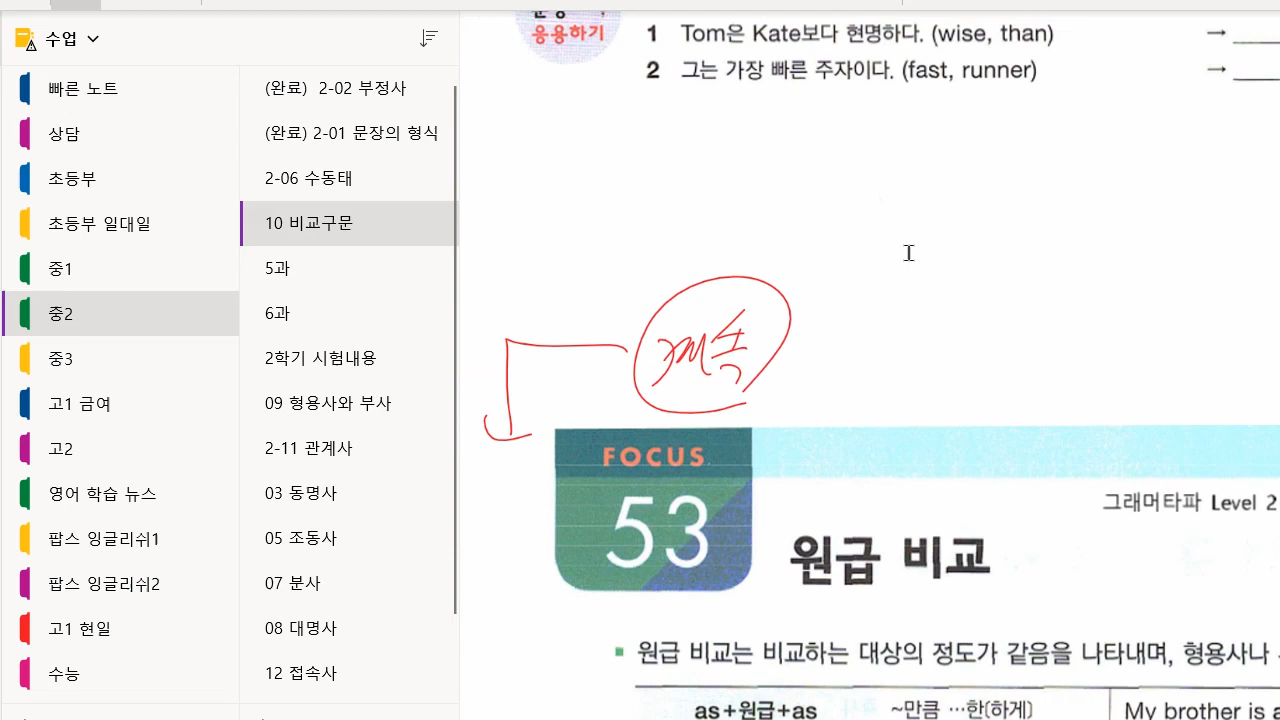 수업
빠른 노트
상담
초등부
초등부 일대일
중1
중2
중3
고1 금여
고2
영어 학습 뉴스
팝스 잉글리쉬1
팝스 잉글리쉬2
고1 현일
수능
(완료) 2-02 부정사
(완료) 2-01 문장의 형식
2-06 수동태
10 비교구문
5과
6과
2학기 시험내용
09 형용사와 부사
2-11 관계사
03 동명사
05 조동사
07 분사
08 대명사
12 접속사
응용하기
1 Tom은 Kate보다 현명하다. (wise, than) →
2 그는 가장 빠른 주자이다. (fast, runner) →
계속
FOCUS
53
그래머타파 Level 2
원급 비교
원급 비교는 비교하는 대상의 정도가 같음을 나타내며, 형용사나
as+원급+as ~만큼 …한(하게) My brother is a